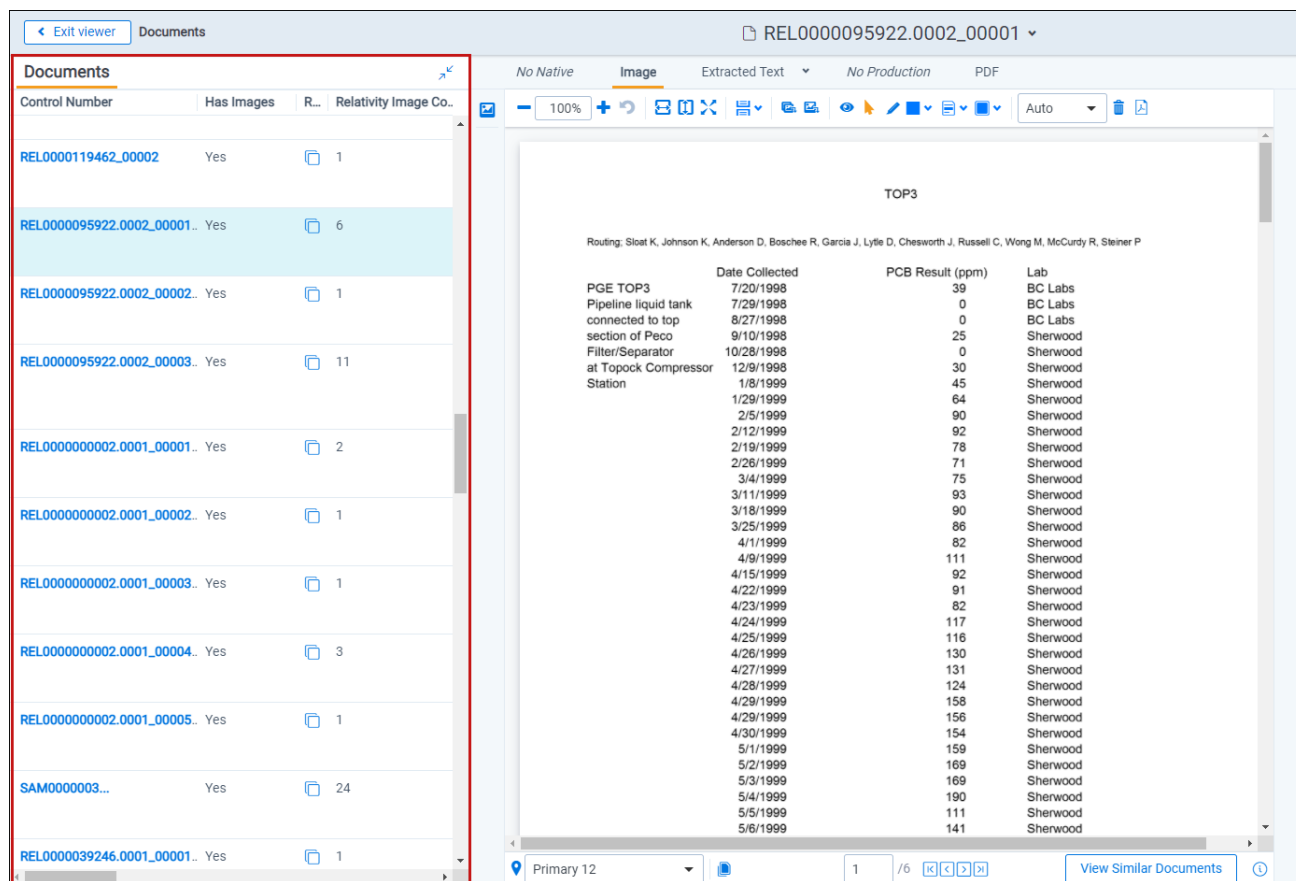 Exit viewer Documents
REL0000095922.0002_00001
Documents
Control Number Has Images R... Relativity Image Co..
REL0000119462_00002 Yes 1
REL0000095922.0002_00001.. Yes 6
REL0000095922.0002_00002.. Yes 1
REL0000095922.0002_00003.. Yes 11
REL0000000002.0001_00001.. Yes 2
REL0000000002.0001_00002.. Yes 1
REL0000000002.0001_00003.. Yes 1
REL0000000002.0001_00004.. Yes 3
REL0000000002.0001_00005.. Yes 1
SAM0000003... Yes 24
REL0000039246.0001_00001.. Yes 1
No Native Image Extracted Text No Production PDF
100% Auto
TOP3
Routing; Sloat K, Johnson K, Anderson D, Boschee R, Garcia J, Lytle D, Chesworth J, Russell C, Wong M, McCurdy R, Steiner P
Date Collected PCB Result (ppm) Lab
PGE TOP3 7/20/1998 39 BC Labs
Pipeline liquid tank 7/29/1998 0 BC Labs
connected to top 8/27/1998 0 BC Labs
section of Peco 9/10/1998 25 Sherwood
Filter/Separator 10/28/1998 0 Sherwood
at Topock Compressor 12/9/1998 30 Sherwood
Station 1/8/1999 45 Sherwood
1/29/1999 64 Sherwood
2/5/1999 90 Sherwood
2/12/1999 92 Sherwood
2/19/1999 78 Sherwood
2/26/1999 71 Sherwood
3/4/1999 75 Sherwood
3/11/1999 93 Sherwood
3/18/1999 90 Sherwood
3/25/1999 86 Sherwood
4/1/1999 82 Sherwood
4/9/1999 111 Sherwood
4/15/1999 92 Sherwood
4/22/1999 91 Sherwood
4/23/1999 82 Sherwood
4/24/1999 117 Sherwood
4/25/1999 116 Sherwood
4/26/1999 130 Sherwood
4/27/1999 131 Sherwood
4/28/1999 124 Sherwood
4/29/1999 158 Sherwood
4/29/1999 156 Sherwood
4/30/1999 154 Sherwood
5/1/1999 159 Sherwood
5/2/1999 169 Sherwood
5/3/1999 169 Sherwood
5/4/1999 190 Sherwood
5/5/1999 111 Sherwood
5/6/1999 141 Sherwood
Primary 12 1 /6 View Similar Documents